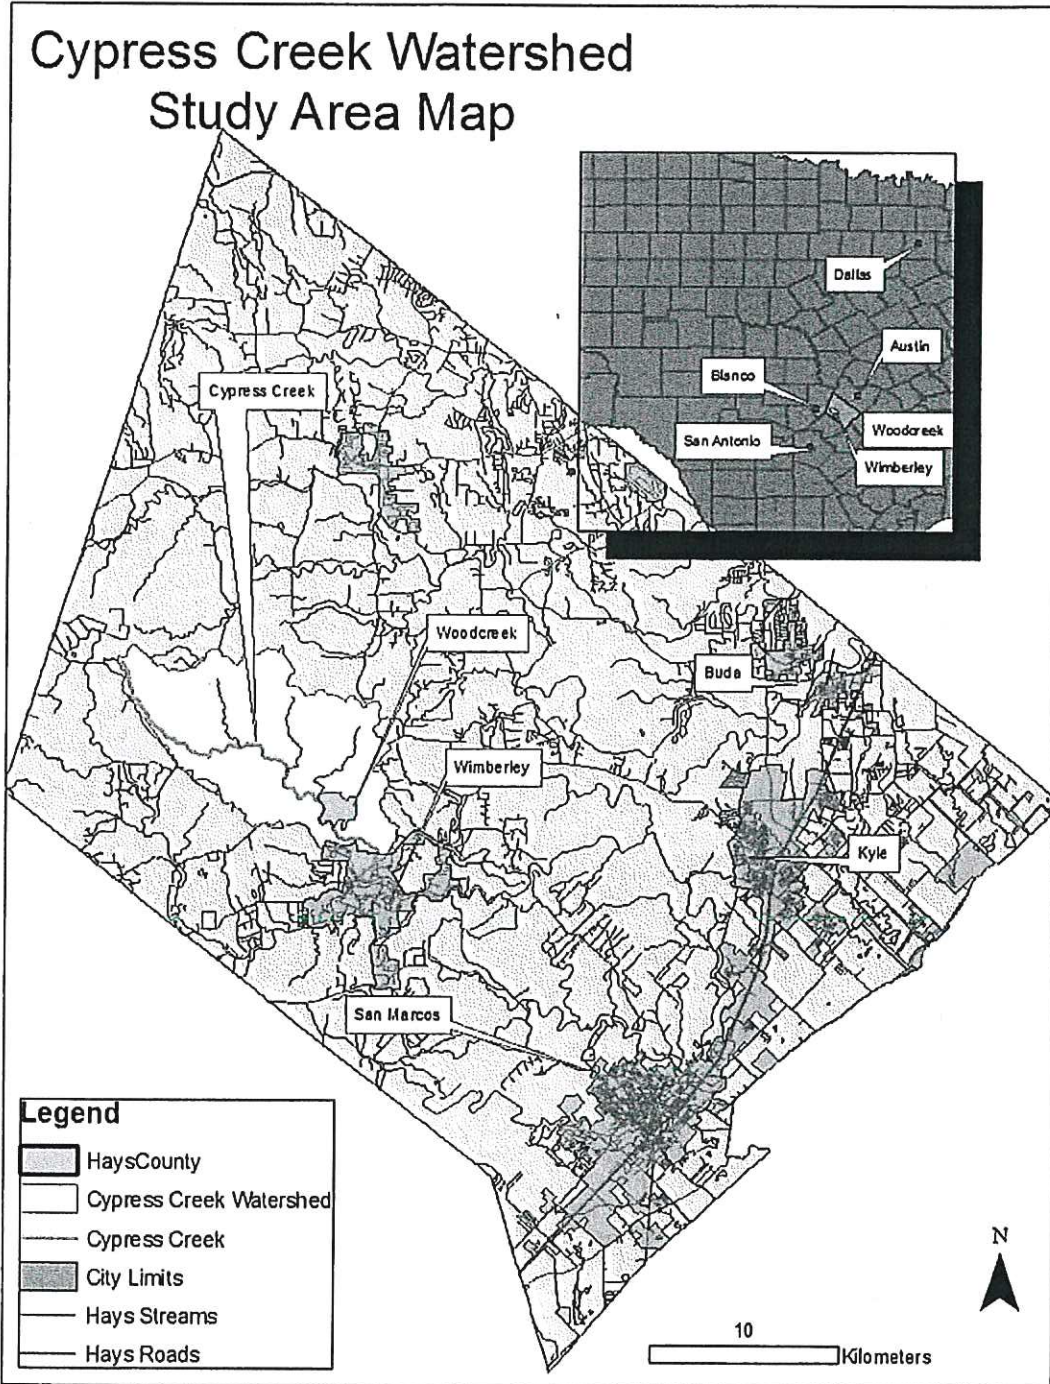 Cypress Creek Watershed
Study Area Map
Dallas
Austin
Blanco
Woodcreek
San Antonio
Wimberley
Cypress Creek
Woodcreek
Buda
Wimberley
Kyle
San Marcos
Legend
HaysCounty
Cypress Creek Watershed
Cypress Creek
City Limits
Hays Streams
Hays Roads
N
10
Kilometers